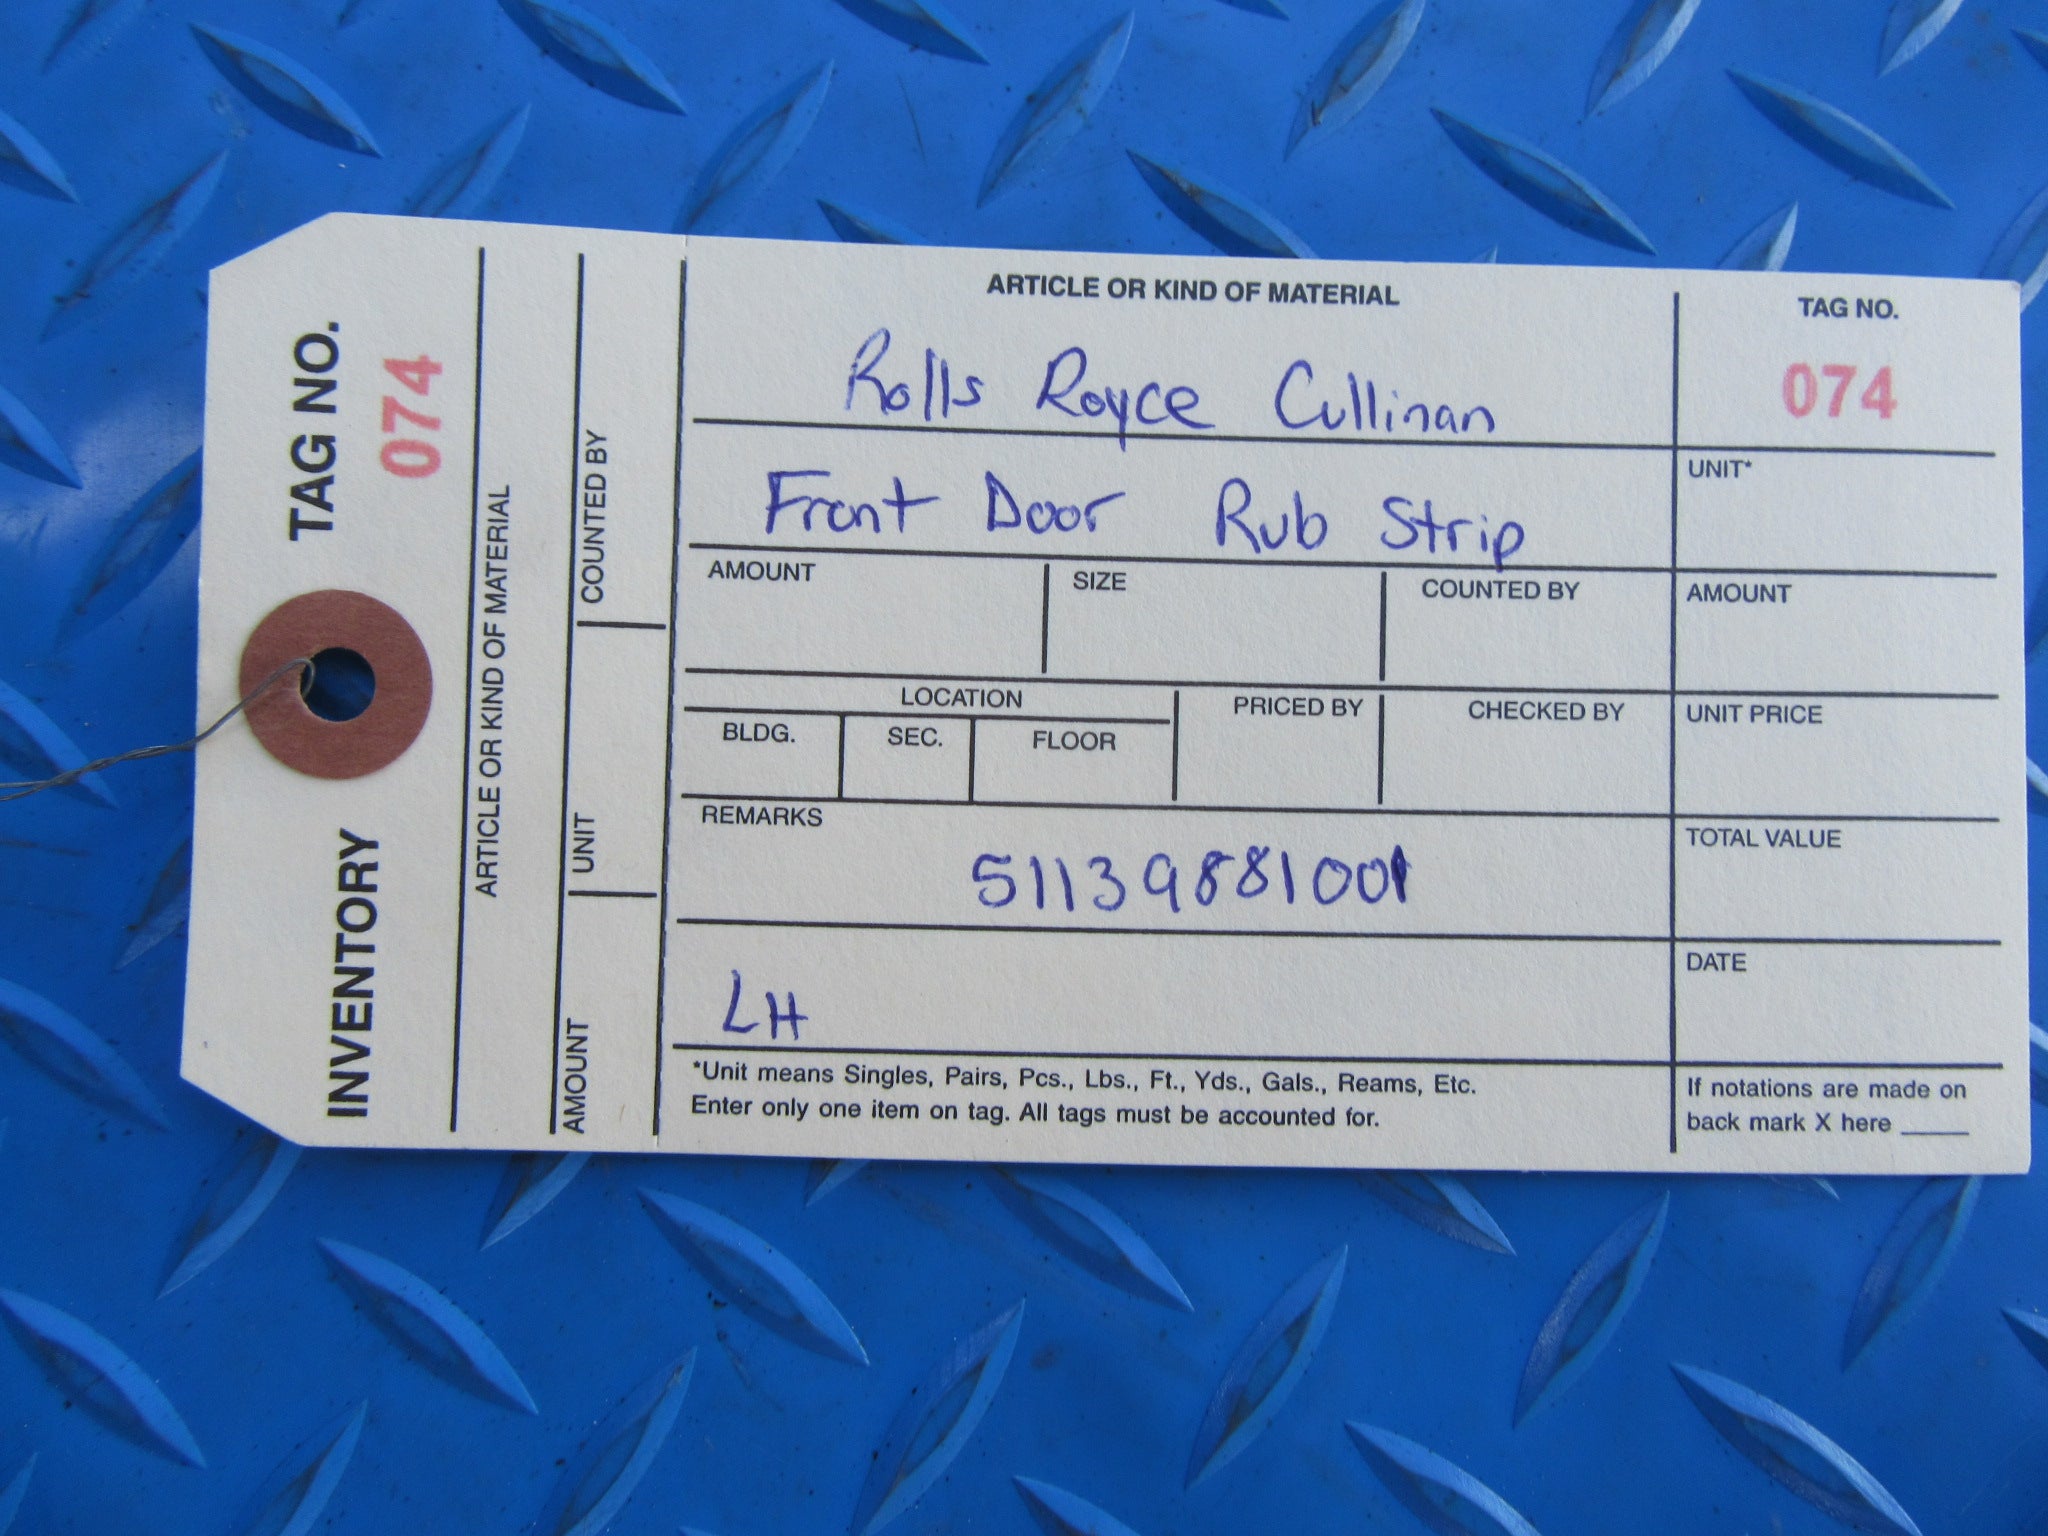 INVENTORY TAG NO.
074
ARTICLE OR KIND OF MATERIAL
AMOUNT UNIT COUNTED BY
ARTICLE OR KIND OF MATERIAL
Rolls Royce Cullinan
Front Door Rub Strip
TAG NO.
074
UNIT*
AMOUNT SIZE COUNTED BY
AMOUNT
LOCATION
BLDG. SEC. FLOOR
PRICED BY CHECKED BY
UNIT PRICE
REMARKS
51139881001
TOTAL VALUE
LH
DATE
*Unit means Singles, Pairs, Pcs., Lbs., Ft., Yds., Gals., Reams, Etc.
Enter only one item on tag. All tags must be accounted for.
If notations are made on
back mark X here _____